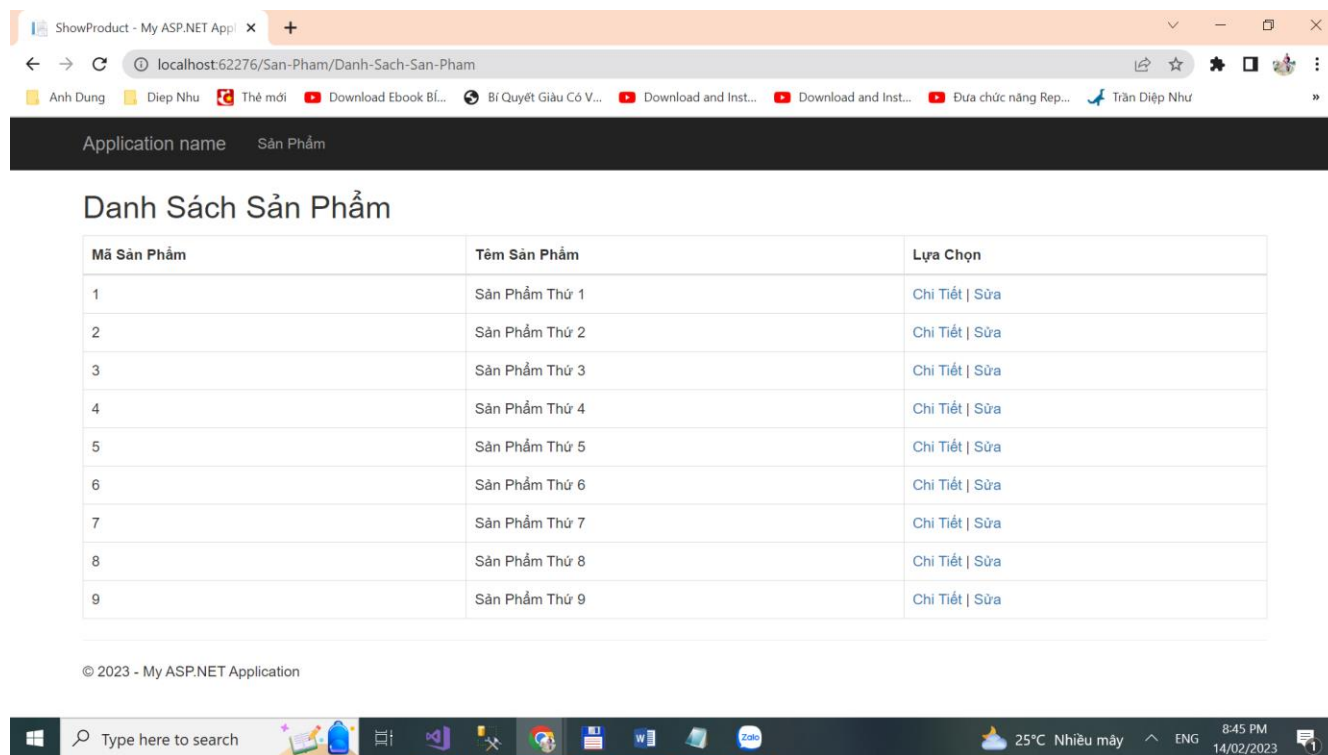 ShowProduct - My ASP.NET Appl
localhost:62276/San-Pham/Danh-Sach-San-Pham
Anh Dung Diep Nhu Thẻ mới Download Ebook BÍ... Bí Quyết Giàu Có V... Download and Inst... Download and Inst... Đưa chức năng Rep... Trần Diệp Như »
Application name Sản Phẩm
Danh Sách Sản Phẩm
Mã Sản Phẩm Têm Sản Phẩm Lựa Chọn
1 Sản Phẩm Thứ 1 Chi Tiết | Sửa
2 Sản Phẩm Thứ 2 Chi Tiết | Sửa
3 Sản Phẩm Thứ 3 Chi Tiết | Sửa
4 Sản Phẩm Thứ 4 Chi Tiết | Sửa
5 Sản Phẩm Thứ 5 Chi Tiết | Sửa
6 Sản Phẩm Thứ 6 Chi Tiết | Sửa
7 Sản Phẩm Thứ 7 Chi Tiết | Sửa
8 Sản Phẩm Thứ 8 Chi Tiết | Sửa
9 Sản Phẩm Thứ 9 Chi Tiết | Sửa
© 2023 - My ASP.NET Application
Type here to search Zalo 25°C Nhiều mây ENG 8:45 PM
14/02/2023 1